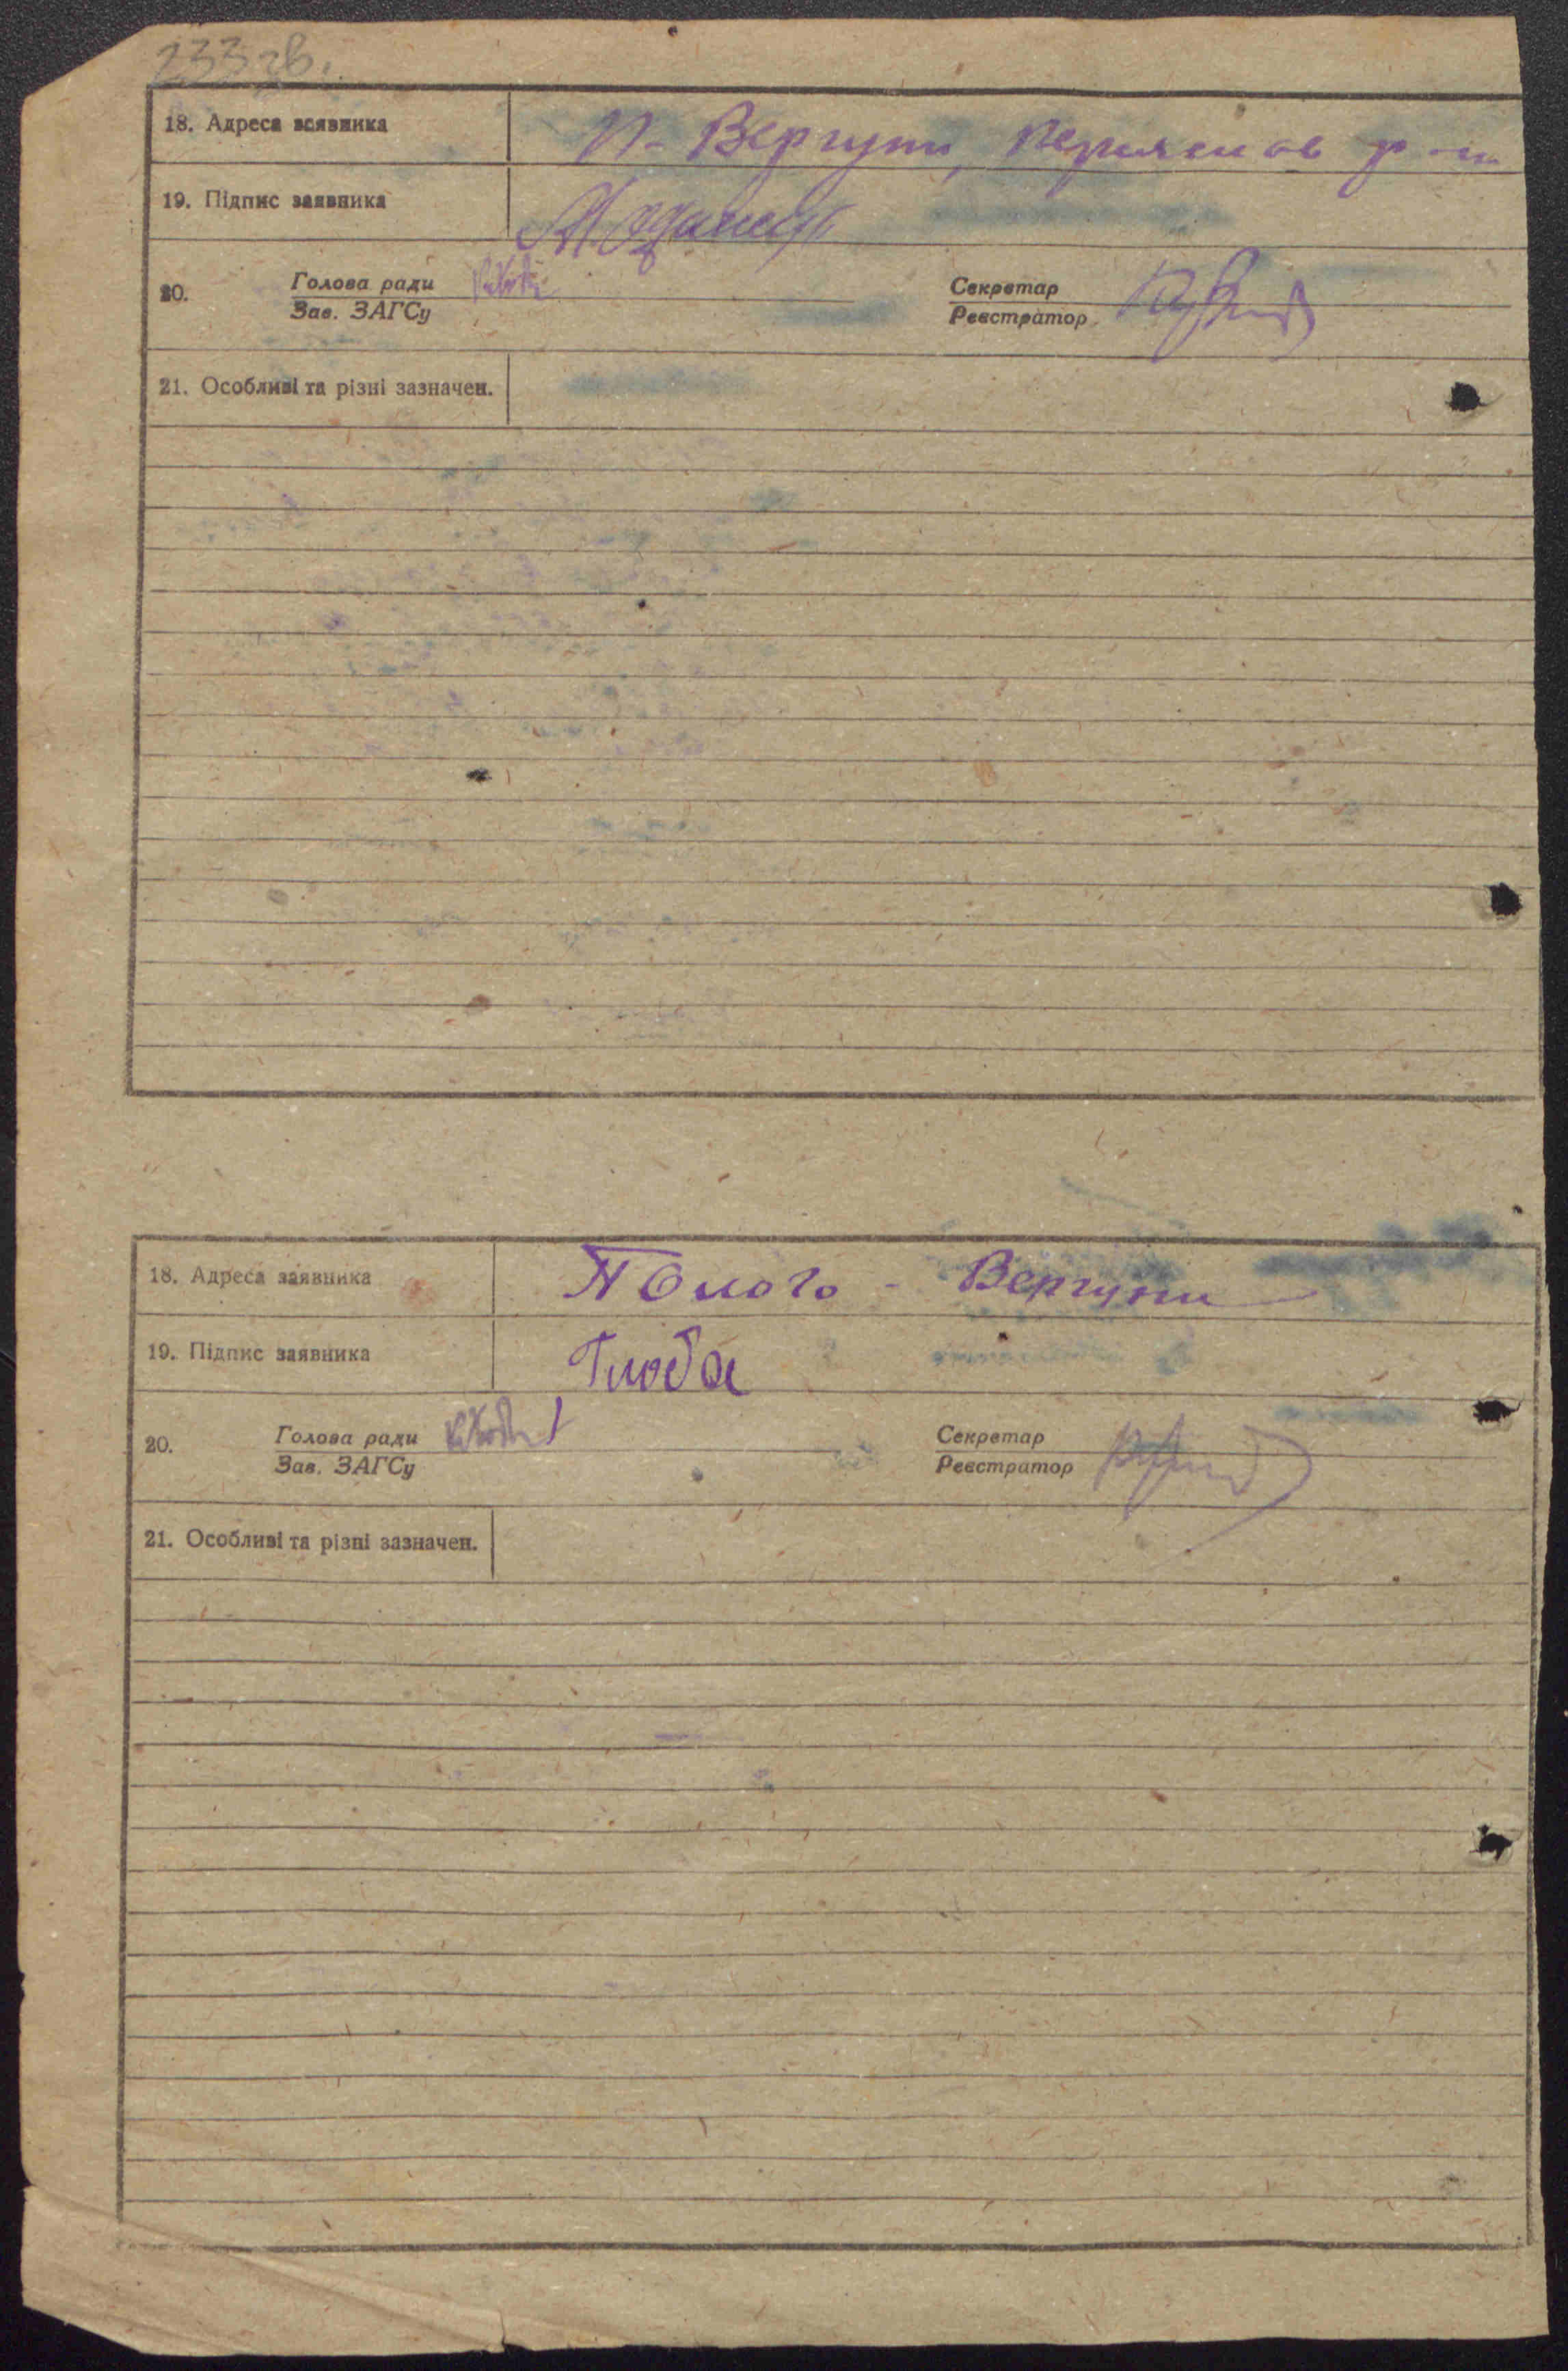 233 зв.
18. Адреса заявника П-Вергуни, р-н
19. Підпис заявника
20. Голова ради Секретар
Зав. ЗАГСу Реєстратор
21. Особливі та різні зазначен.
18. Адреса заявника Полого - Вергуни
19. Підпис заявника Глоба
20. Голова ради Секретар
Зав. ЗАГСу Реєстратор
21. Особливі та різні зазначен.